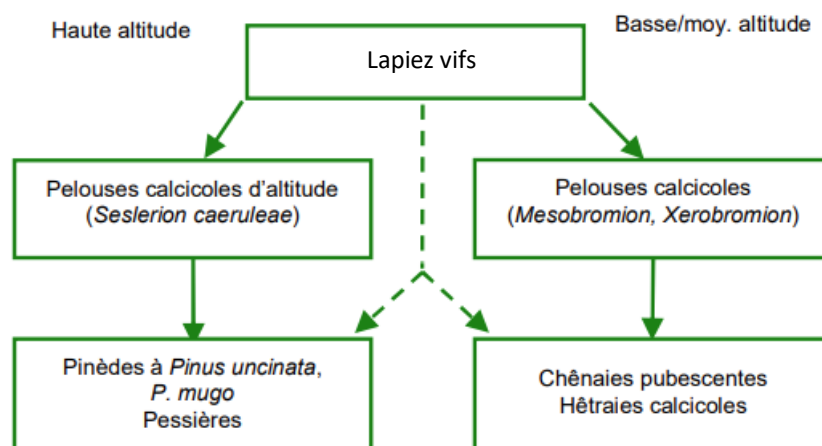 Haute altitude
Basse/moy. altitude
Lapiez vifs
Pelouses calcicoles d'altitude
(Seslerion caeruleae)
Pelouses calcicoles
(Mesobromion, Xerobromion)
Pinèdes à Pinus uncinata,
P. mugo
Pessières
Chênaies pubescentes
Hêtraies calcicoles